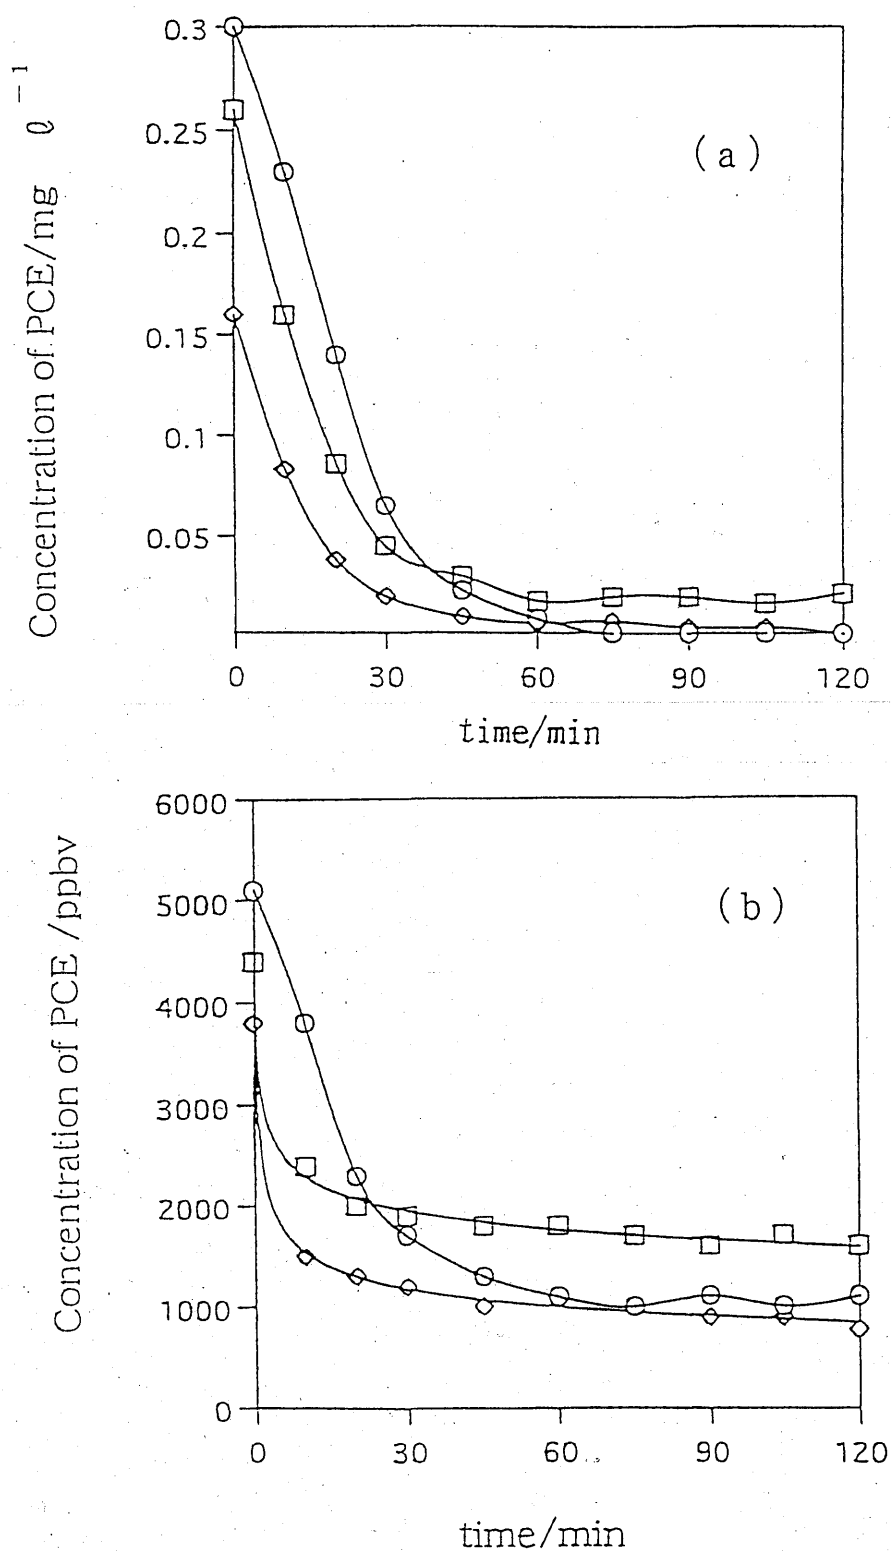 Concentration of PCE/mg ℓ⁻¹
0.3
0.25
0.2
0.15
0.1
0.05
(a)
0 30 60 90 120
time/min
Concentration of PCE /ppbv
6000
5000
4000
3000
2000
1000
0
(b)
0 30 60 90 120
time/min